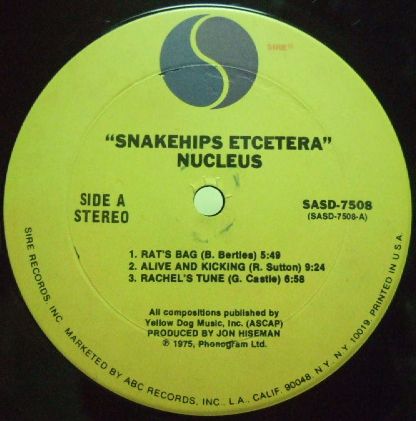 SIRE®
"SNAKEHIPS ETCETERA"
NUCLEUS
SIDE A
STEREO
SASD-7508
(SASD-7508-A)
1. RAT'S BAG (B. Bertles) 5:49
2. ALIVE AND KICKING (R. Sutton) 9:24
3. RACHEL'S TUNE (G. Castle) 6:58
All compositions published by
Yellow Dog Music, Inc. (ASCAP)
PRODUCED BY JON HISEMAN
℗ 1975, Phonogram Ltd.
SIRE RECORDS, INC. MARKETED BY ABC RECORDS, INC., L.A., CALIF. 90048, N.Y., N.Y. 10019. PRINTED IN U.S.A.